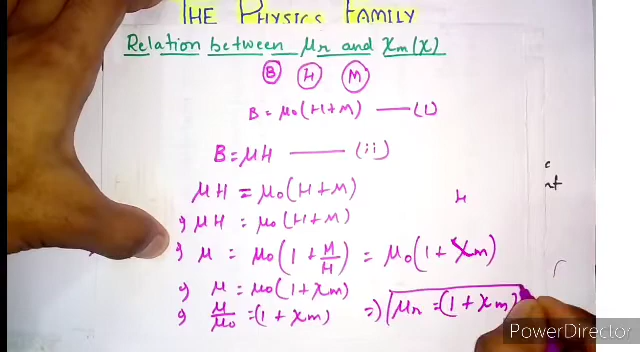 THE PHYSICS FAMILY
Relation between μr and χm(χ)
B H M
B = μ0(H+M) —— (i)
B = μH —— (ii)
μH = μ0(H+M)
⇒ μH = μ0(H+M)
H
⇒ μ = μ0(1 + M/H) = μ0(1 + χm)
⇒ μ = μ0(1 + χm)
⇒ μ/μ0 = (1 + χm) ⇒ μr = (1 + χm)
PowerDirector